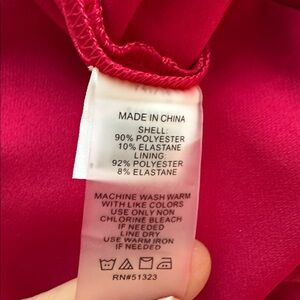 MADE IN CHINA
SHELL:
90% POLYESTER
10% ELASTANE
LINING:
92% POLYESTER
8% ELASTANE
MACHINE WASH WARM
WITH LIKE COLORS
USE ONLY NON
CHLORINE BLEACH
IF NEEDED
LINE DRY
USE WARM IRON
IF NEEDED
RN#51323